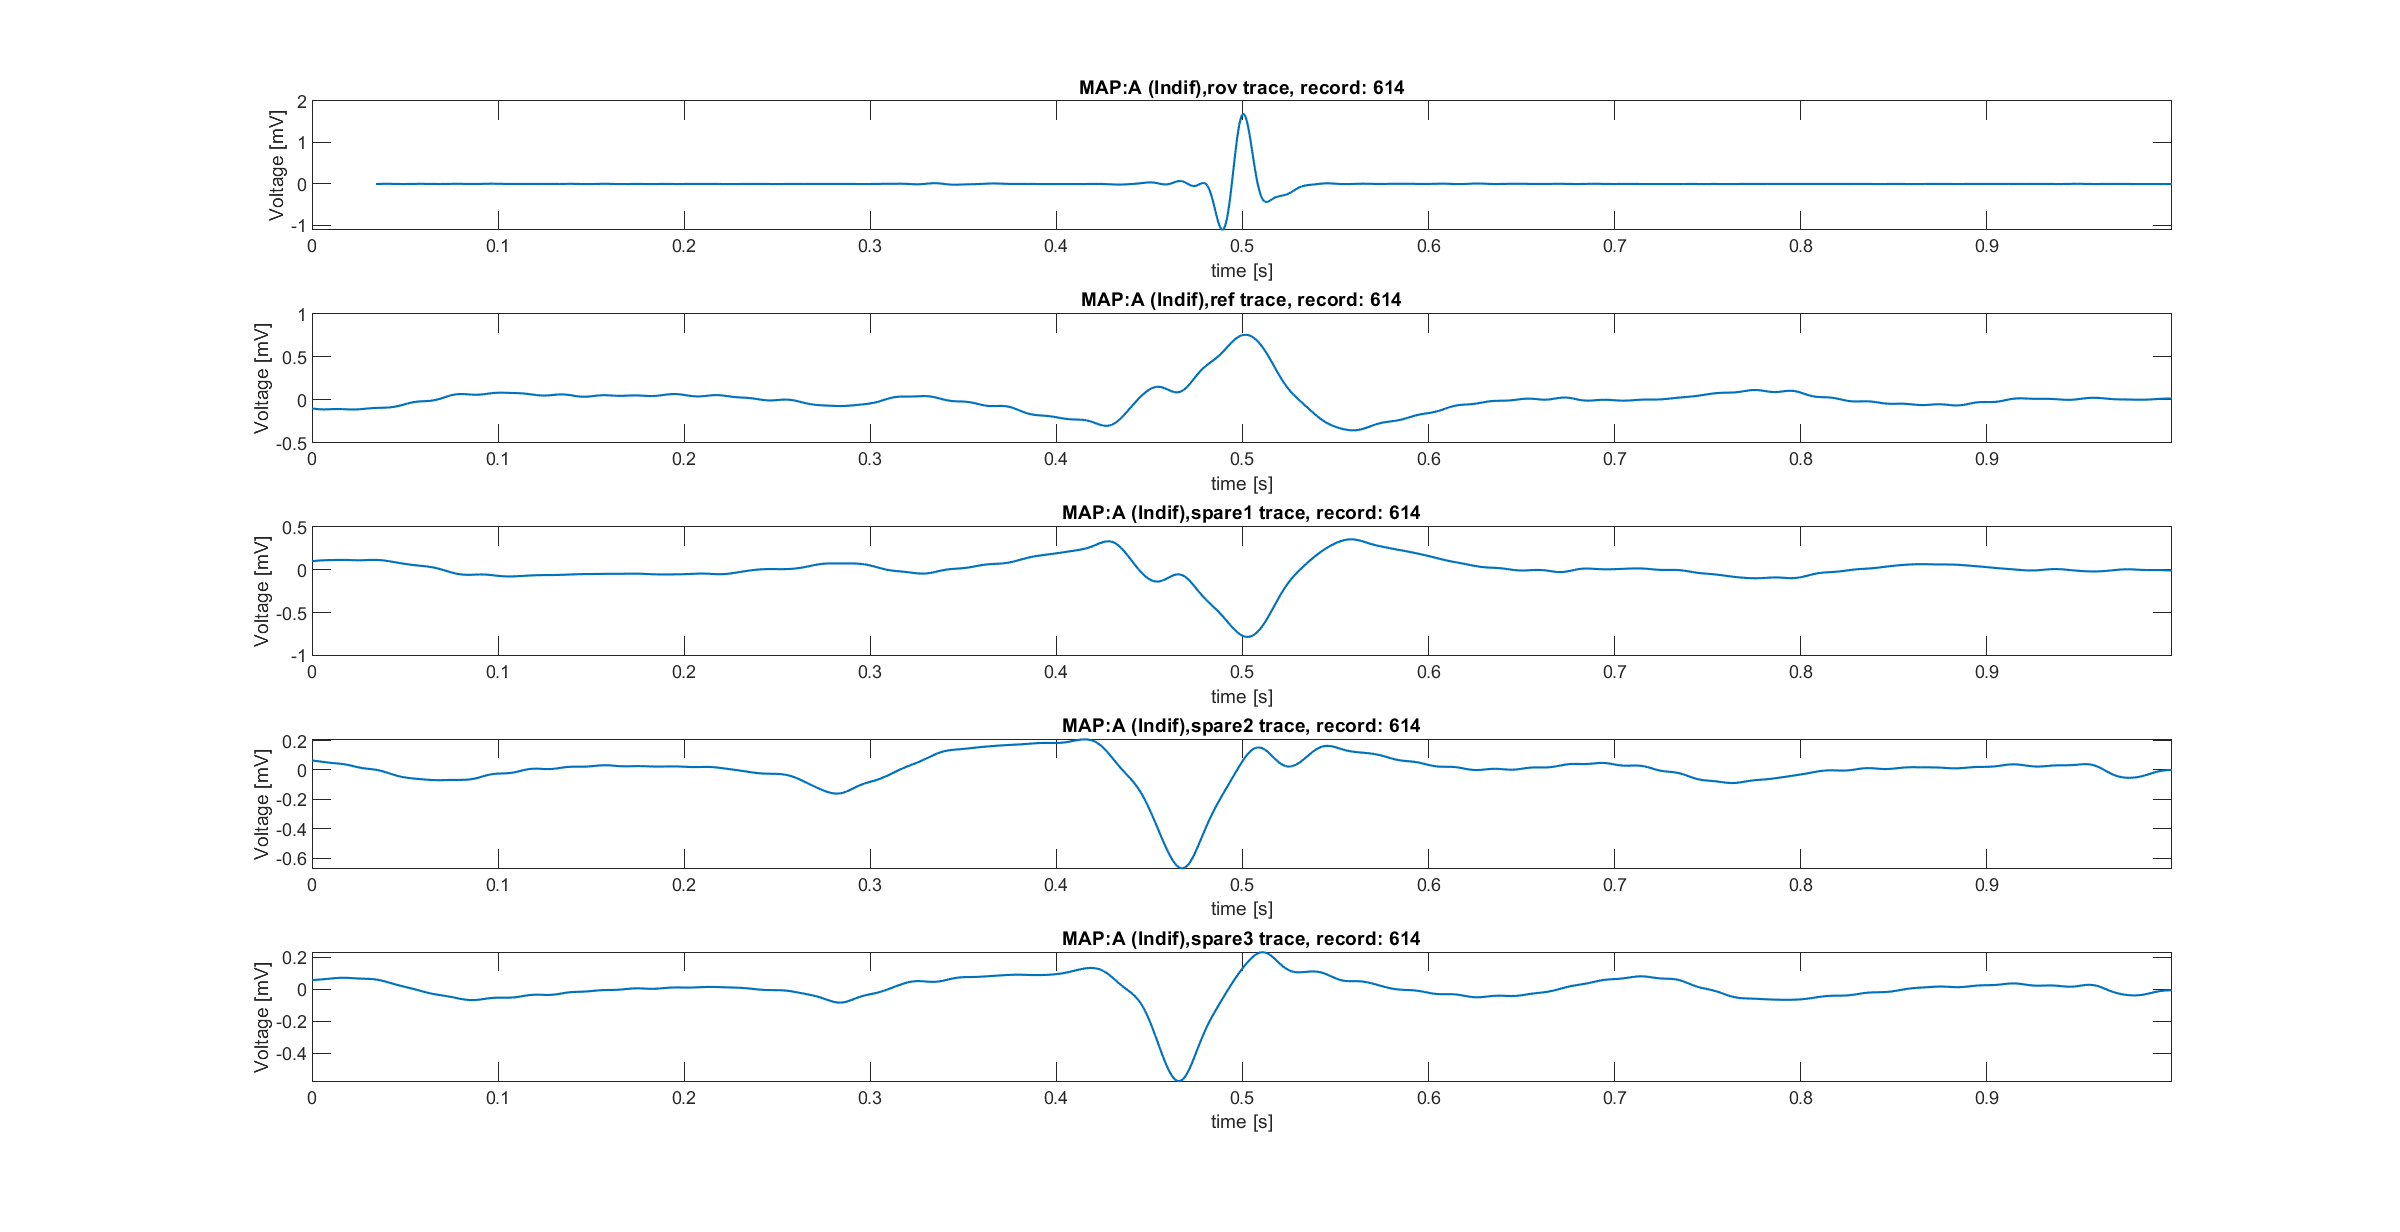 MAP:A (Indif),rov trace, record: 614
Voltage [mV]
2
1
0
-1
0 0.1 0.2 0.3 0.4 0.5 0.6 0.7 0.8 0.9
time [s]
MAP:A (Indif),ref trace, record: 614
Voltage [mV]
1
0.5
0
-0.5
0 0.1 0.2 0.3 0.4 0.5 0.6 0.7 0.8 0.9
time [s]
MAP:A (Indif),spare1 trace, record: 614
Voltage [mV]
0.5
0
-0.5
-1
0 0.1 0.2 0.3 0.4 0.5 0.6 0.7 0.8 0.9
time [s]
MAP:A (Indif),spare2 trace, record: 614
Voltage [mV]
0.2
0
-0.2
-0.4
-0.6
0 0.1 0.2 0.3 0.4 0.5 0.6 0.7 0.8 0.9
time [s]
MAP:A (Indif),spare3 trace, record: 614
Voltage [mV]
0.2
0
-0.2
-0.4
0 0.1 0.2 0.3 0.4 0.5 0.6 0.7 0.8 0.9
time [s]